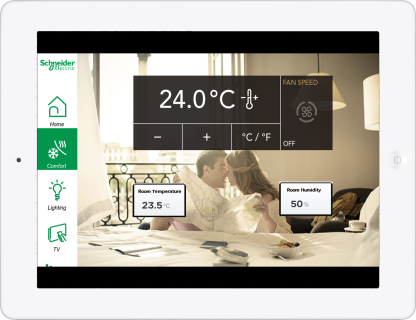 Schneider
Electric
Home
Comfort
Lighting
TV
24.0°C
FAN SPEED
−
+
°C / °F
OFF
Room Temperature
23.5 °C
Room Humidity
50 %